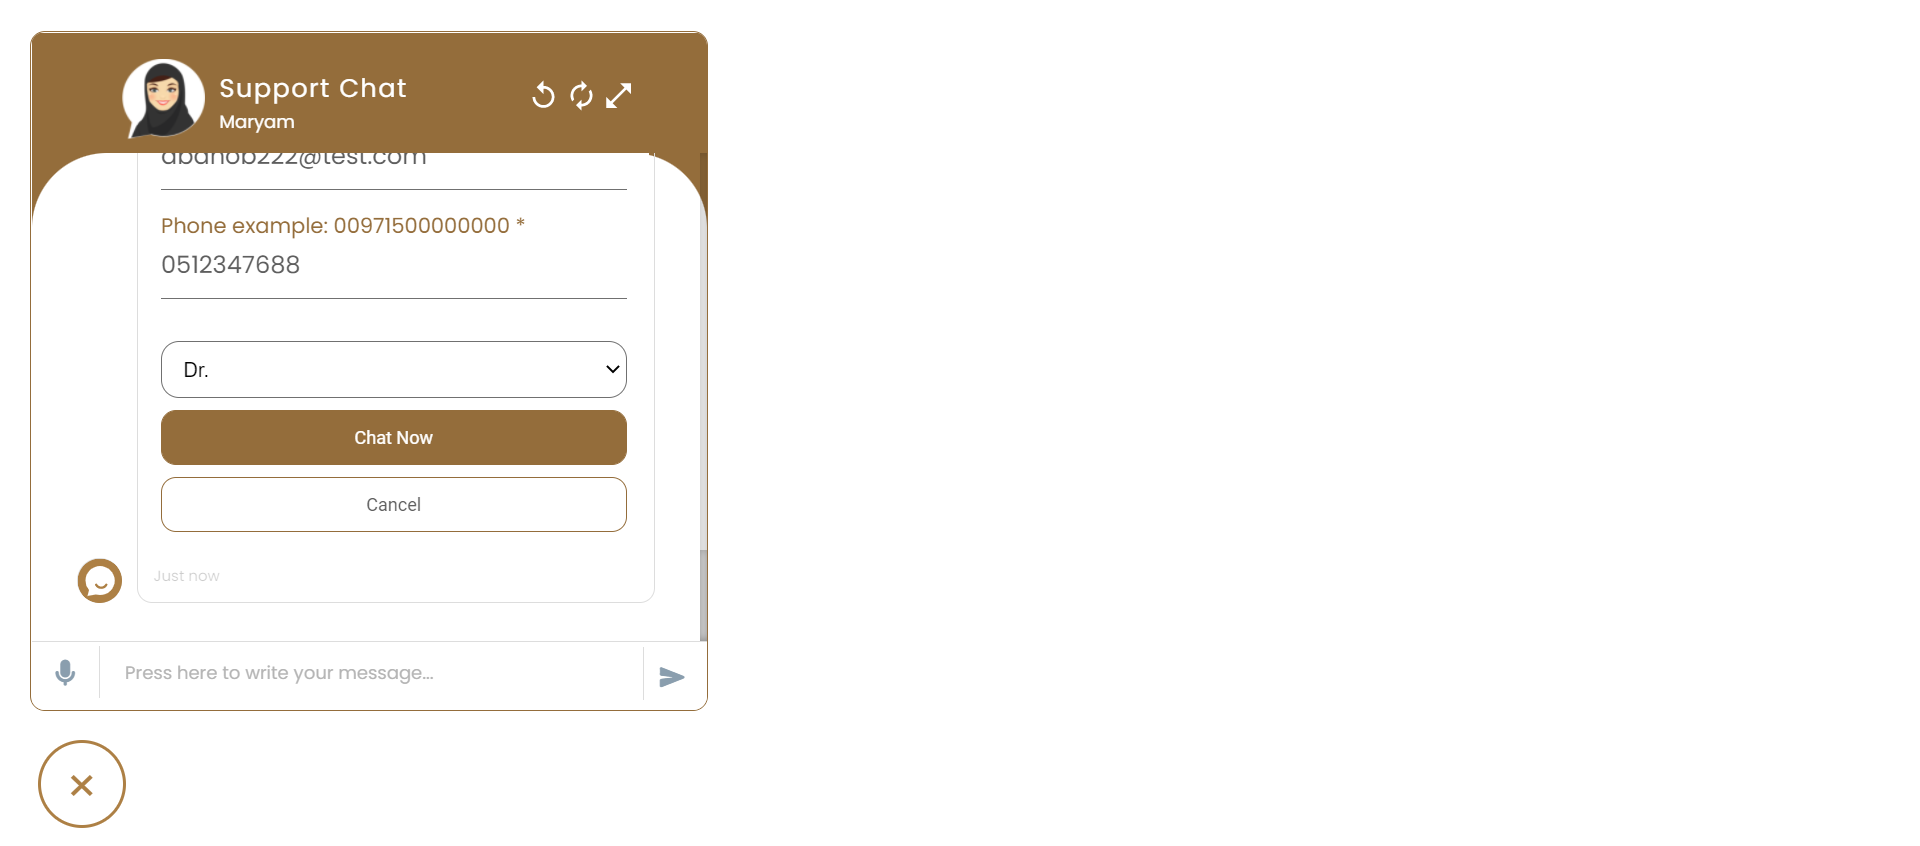 Support Chat
Maryam
abanob222@test.com
Phone example: 00971500000000 *
0512347688
Dr.
Chat Now
Cancel
Just now
Press here to write your message...